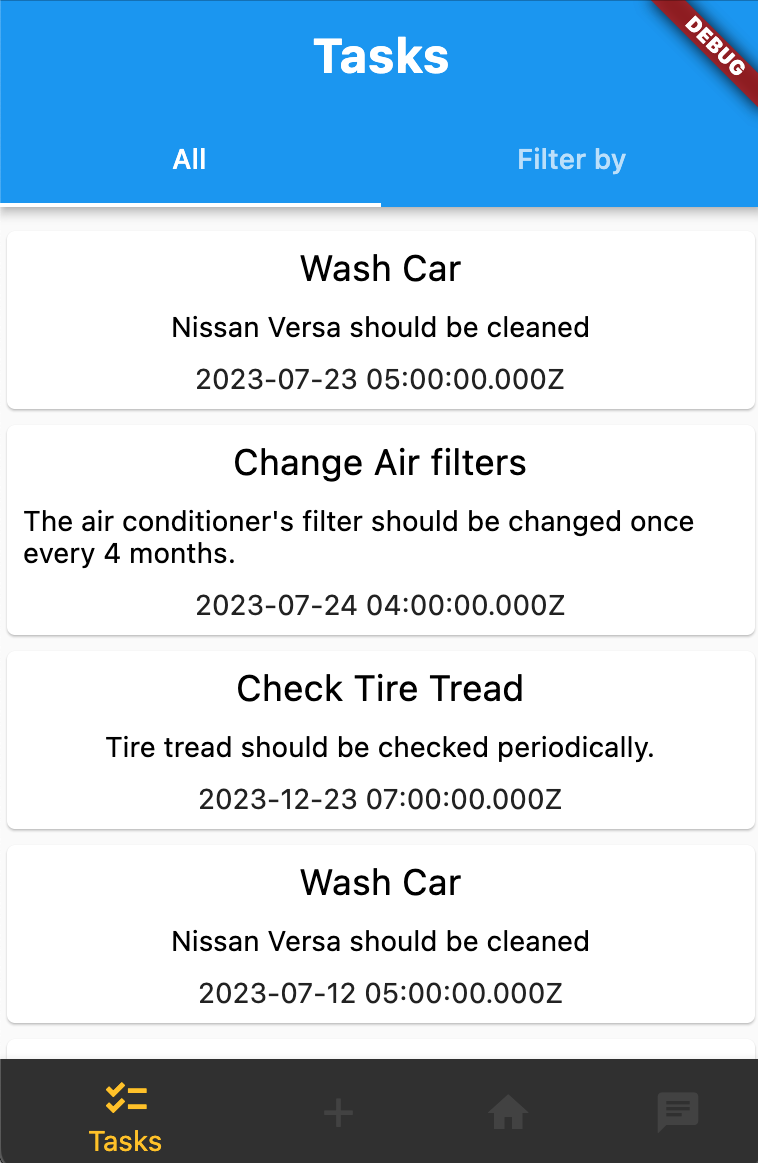 Tasks
DEBUG
All
Filter by
Wash Car
Nissan Versa should be cleaned
2023-07-23 05:00:00.000Z
Change Air filters
The air conditioner's filter should be changed once
every 4 months.
2023-07-24 04:00:00.000Z
Check Tire Tread
Tire tread should be checked periodically.
2023-12-23 07:00:00.000Z
Wash Car
Nissan Versa should be cleaned
2023-07-12 05:00:00.000Z
Tasks